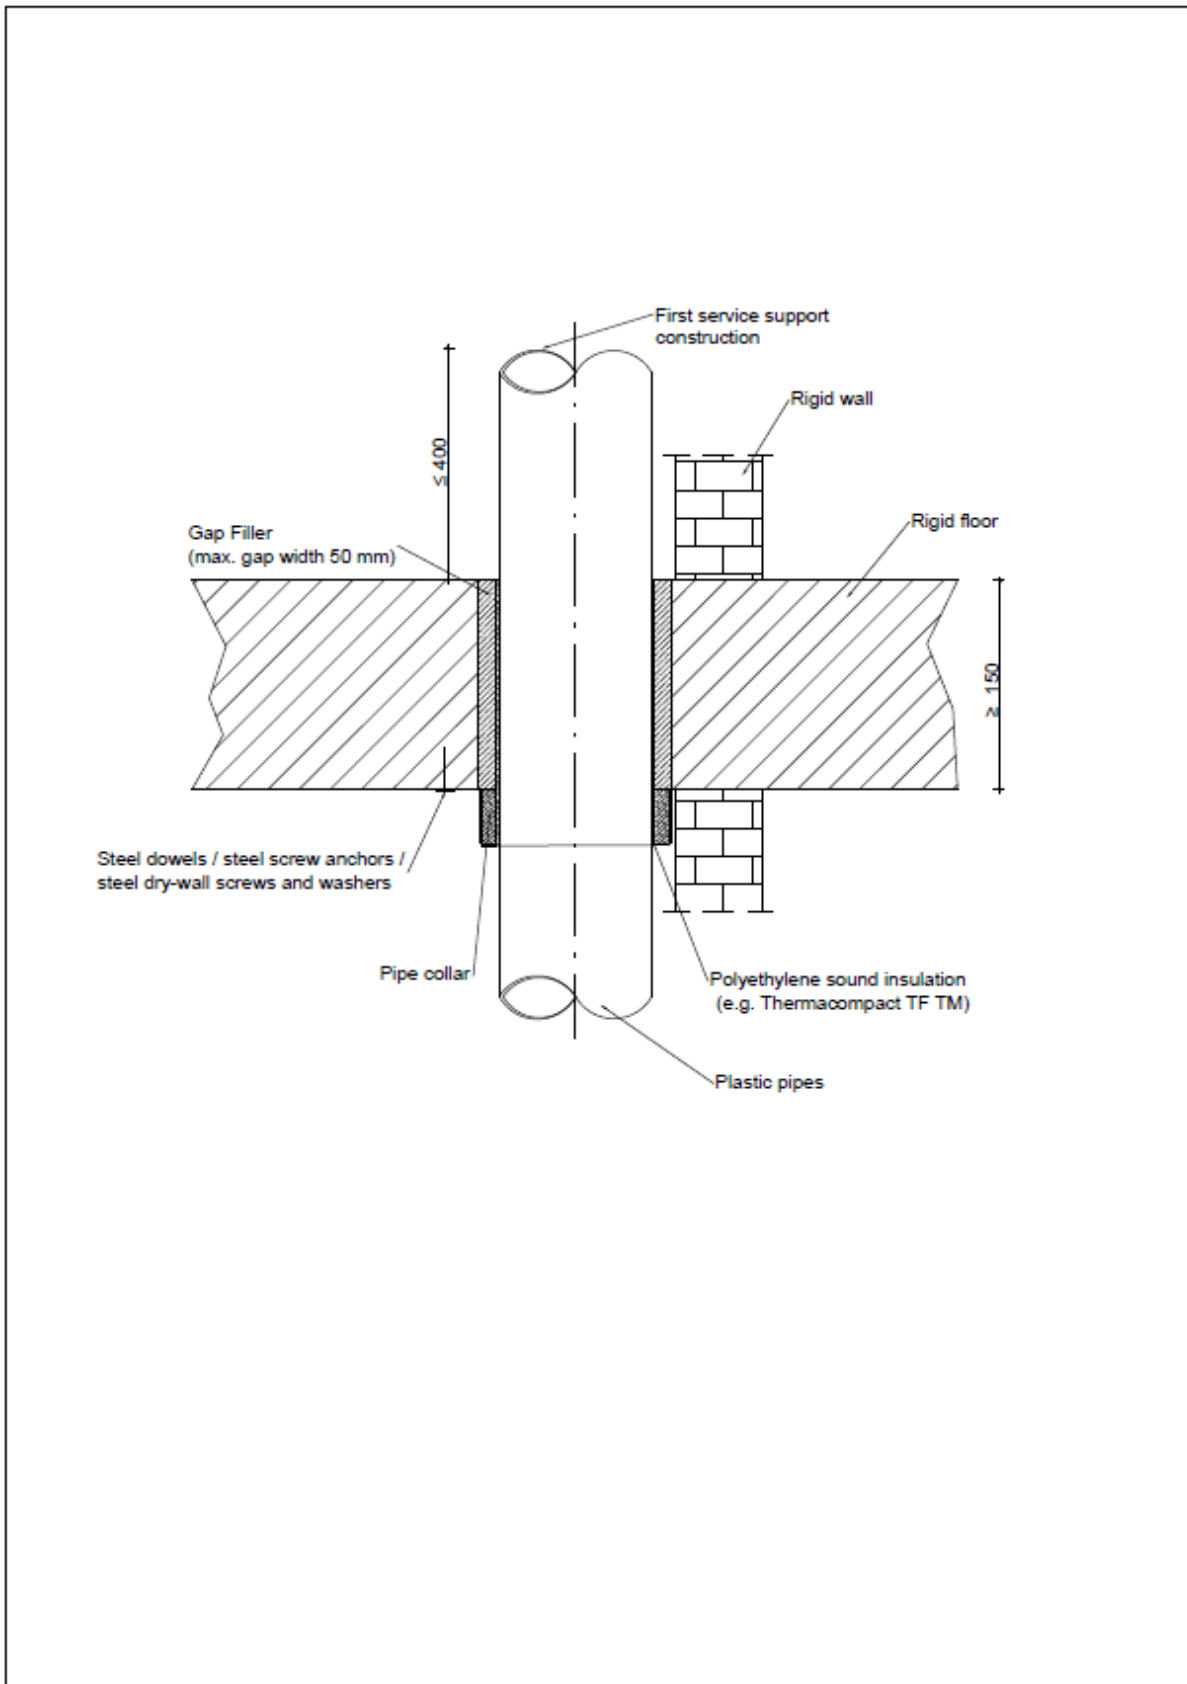 First service support
construction
Rigid wall
≤ 400
Rigid floor
Gap Filler
(max. gap width 50 mm)
≥ 150
Steel dowels / steel screw anchors /
steel dry-wall screws and washers
Pipe collar
Polyethylene sound insulation
(e.g. Thermacompact TF TM)
Plastic pipes